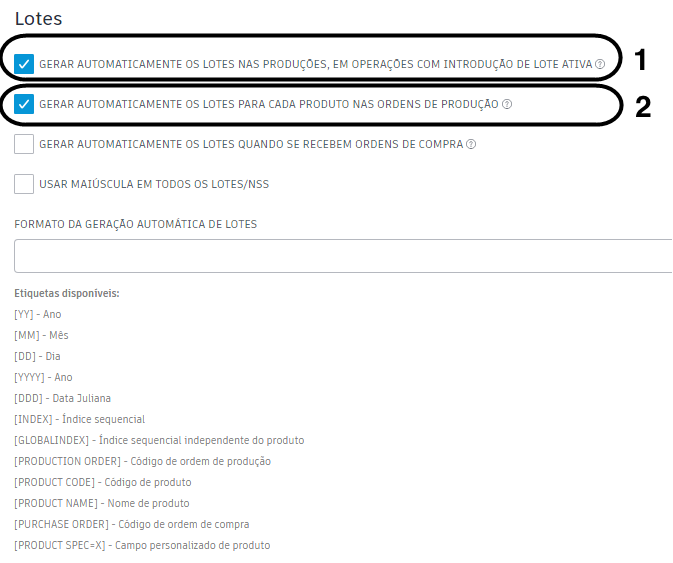 Lotes
GERAR AUTOMATICAMENTE OS LOTES NAS PRODUÇÕES, EM OPERAÇÕES COM INTRODUÇÃO DE LOTE ATIVA ? 1
GERAR AUTOMATICAMENTE OS LOTES PARA CADA PRODUTO NAS ORDENS DE PRODUÇÃO ? 2
GERAR AUTOMATICAMENTE OS LOTES QUANDO SE RECEBEM ORDENS DE COMPRA ?
USAR MAIÚSCULA EM TODOS OS LOTES/NSS
FORMATO DA GERAÇÃO AUTOMÁTICA DE LOTES
Etiquetas disponíveis:
[YY] - Ano
[MM] - Mês
[DD] - Dia
[YYYY] - Ano
[DDD] - Data Juliana
[INDEX] - Índice sequencial
[GLOBALINDEX] - Índice sequencial independente do produto
[PRODUCTION ORDER] - Código de ordem de produção
[PRODUCT CODE] - Código de produto
[PRODUCT NAME] - Nome de produto
[PURCHASE ORDER] - Código de ordem de compra
[PRODUCT SPEC=X] - Campo personalizado de produto